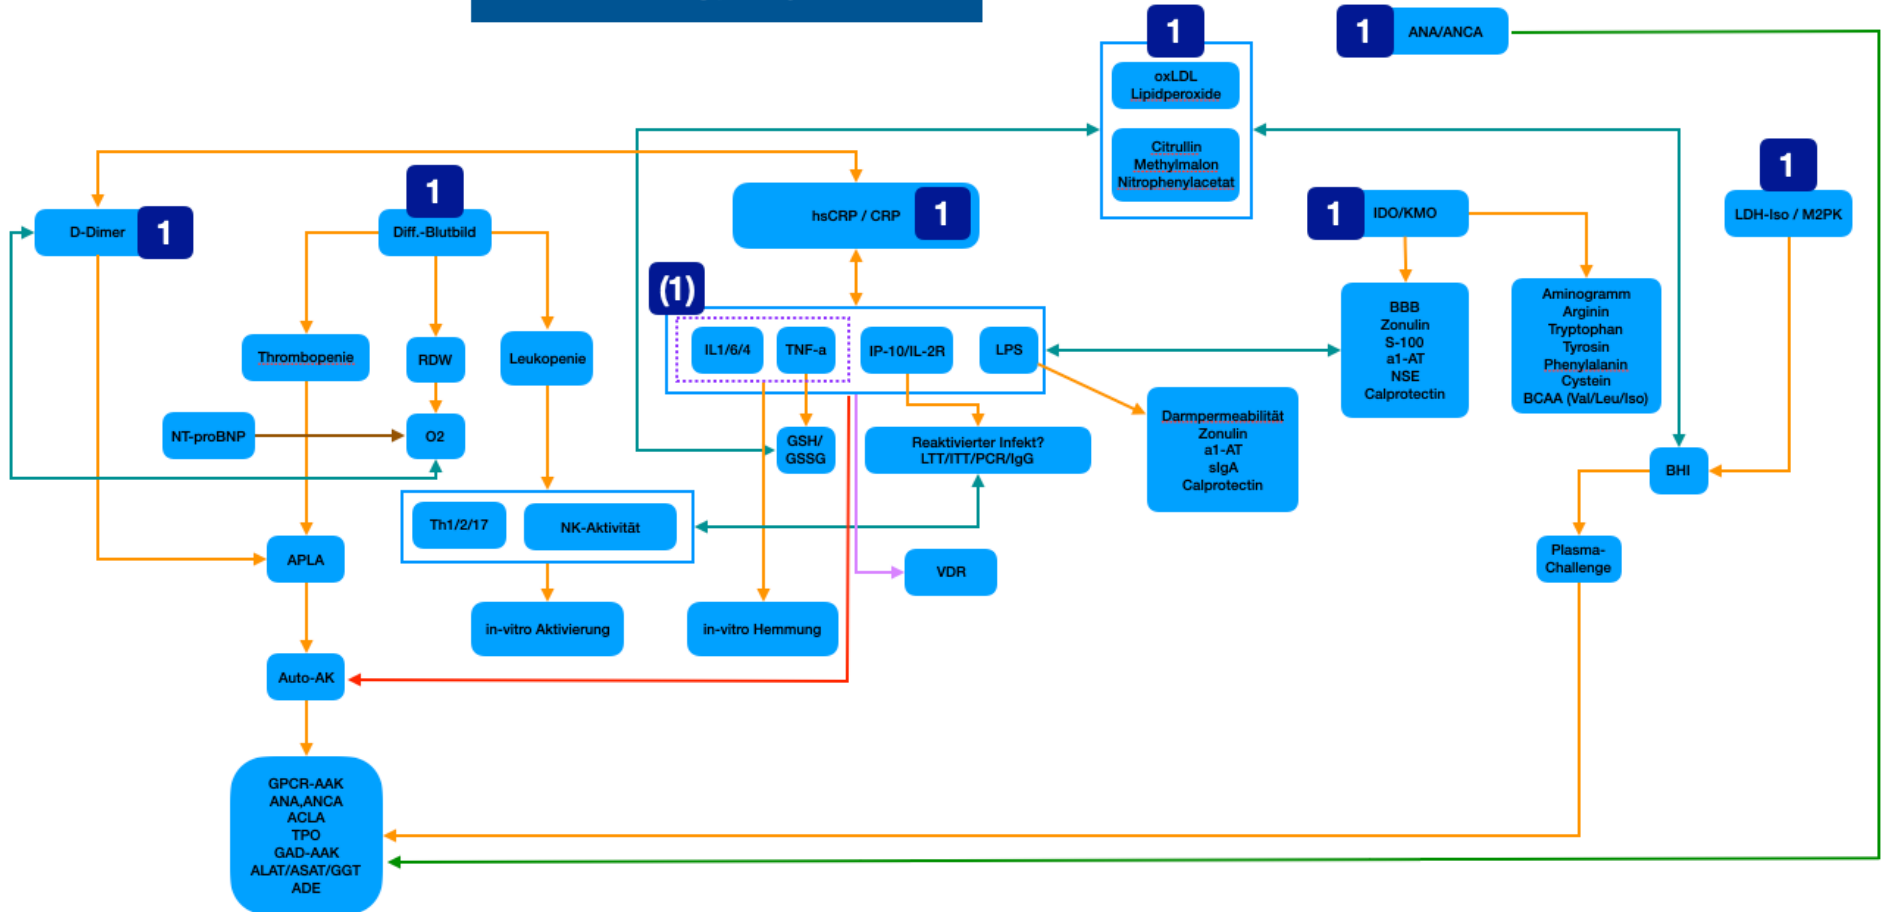 1
1
ANA/ANCA
oxLDL
Lipidperoxide
Citrullin
Methylmalon
Nitrophenylacetat
1
D-Dimer
1
1
Diff.-Blutbild
hsCRP / CRP
1
1
IDO/KMO
LDH-Iso / M2PK
(1)
IL1/6/4
TNF-a
IP-10/IL-2R
LPS
Thrombopenie
RDW
Leukopenie
BBB
Zonulin
S-100
a1-AT
NSE
Calprotectin
Aminogramm
Arginin
Tryptophan
Tyrosin
Phenylalanin
Cystein
BCAA (Val/Leu/Iso)
NT-proBNP
O2
GSH/
GSSG
Reaktivierter Infekt?
LTT/ITT/PCR/IgG
Darmpermeabilität
Zonulin
a1-AT
sIgA
Calprotectin
BHI
Th1/2/17
NK-Aktivität
APLA
VDR
Plasma-
Challenge
in-vitro Aktivierung
in-vitro Hemmung
Auto-AK
GPCR-AAK
ANA,ANCA
ACLA
TPO
GAD-AAK
ALAT/ASAT/GGT
ADE